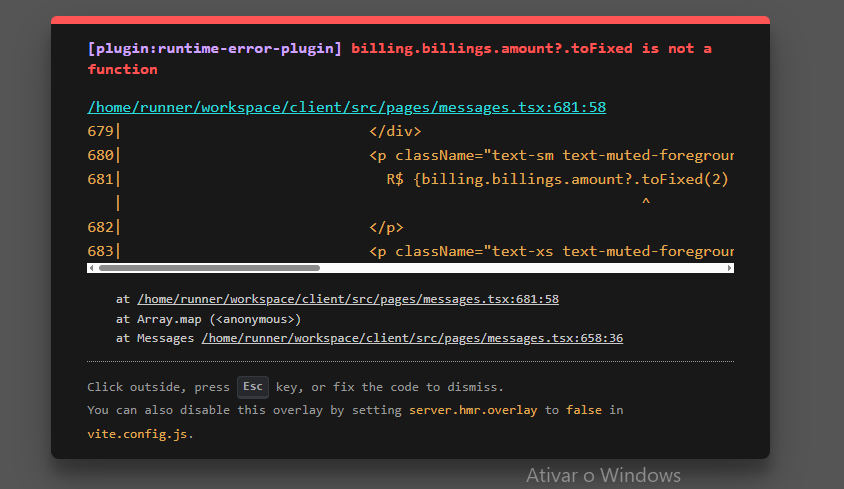 [plugin:runtime-error-plugin] billing.billings.amount?.toFixed is not a
function
/home/runner/workspace/client/src/pages/messages.tsx:681:58
679| </div>
680| <p className="text-sm text-muted-foregrour
681| R$ {billing.billings.amount?.toFixed(2)
| ^
682| </p>
683| <p className="text-xs text-muted-foregrour
at /home/runner/workspace/client/src/pages/messages.tsx:681:58
at Array.map (<anonymous>)
at Messages /home/runner/workspace/client/src/pages/messages.tsx:658:36
Click outside, press Esc key, or fix the code to dismiss.
You can also disable this overlay by setting server.hmr.overlay to false in
vite.config.js.
Ativar o Windows